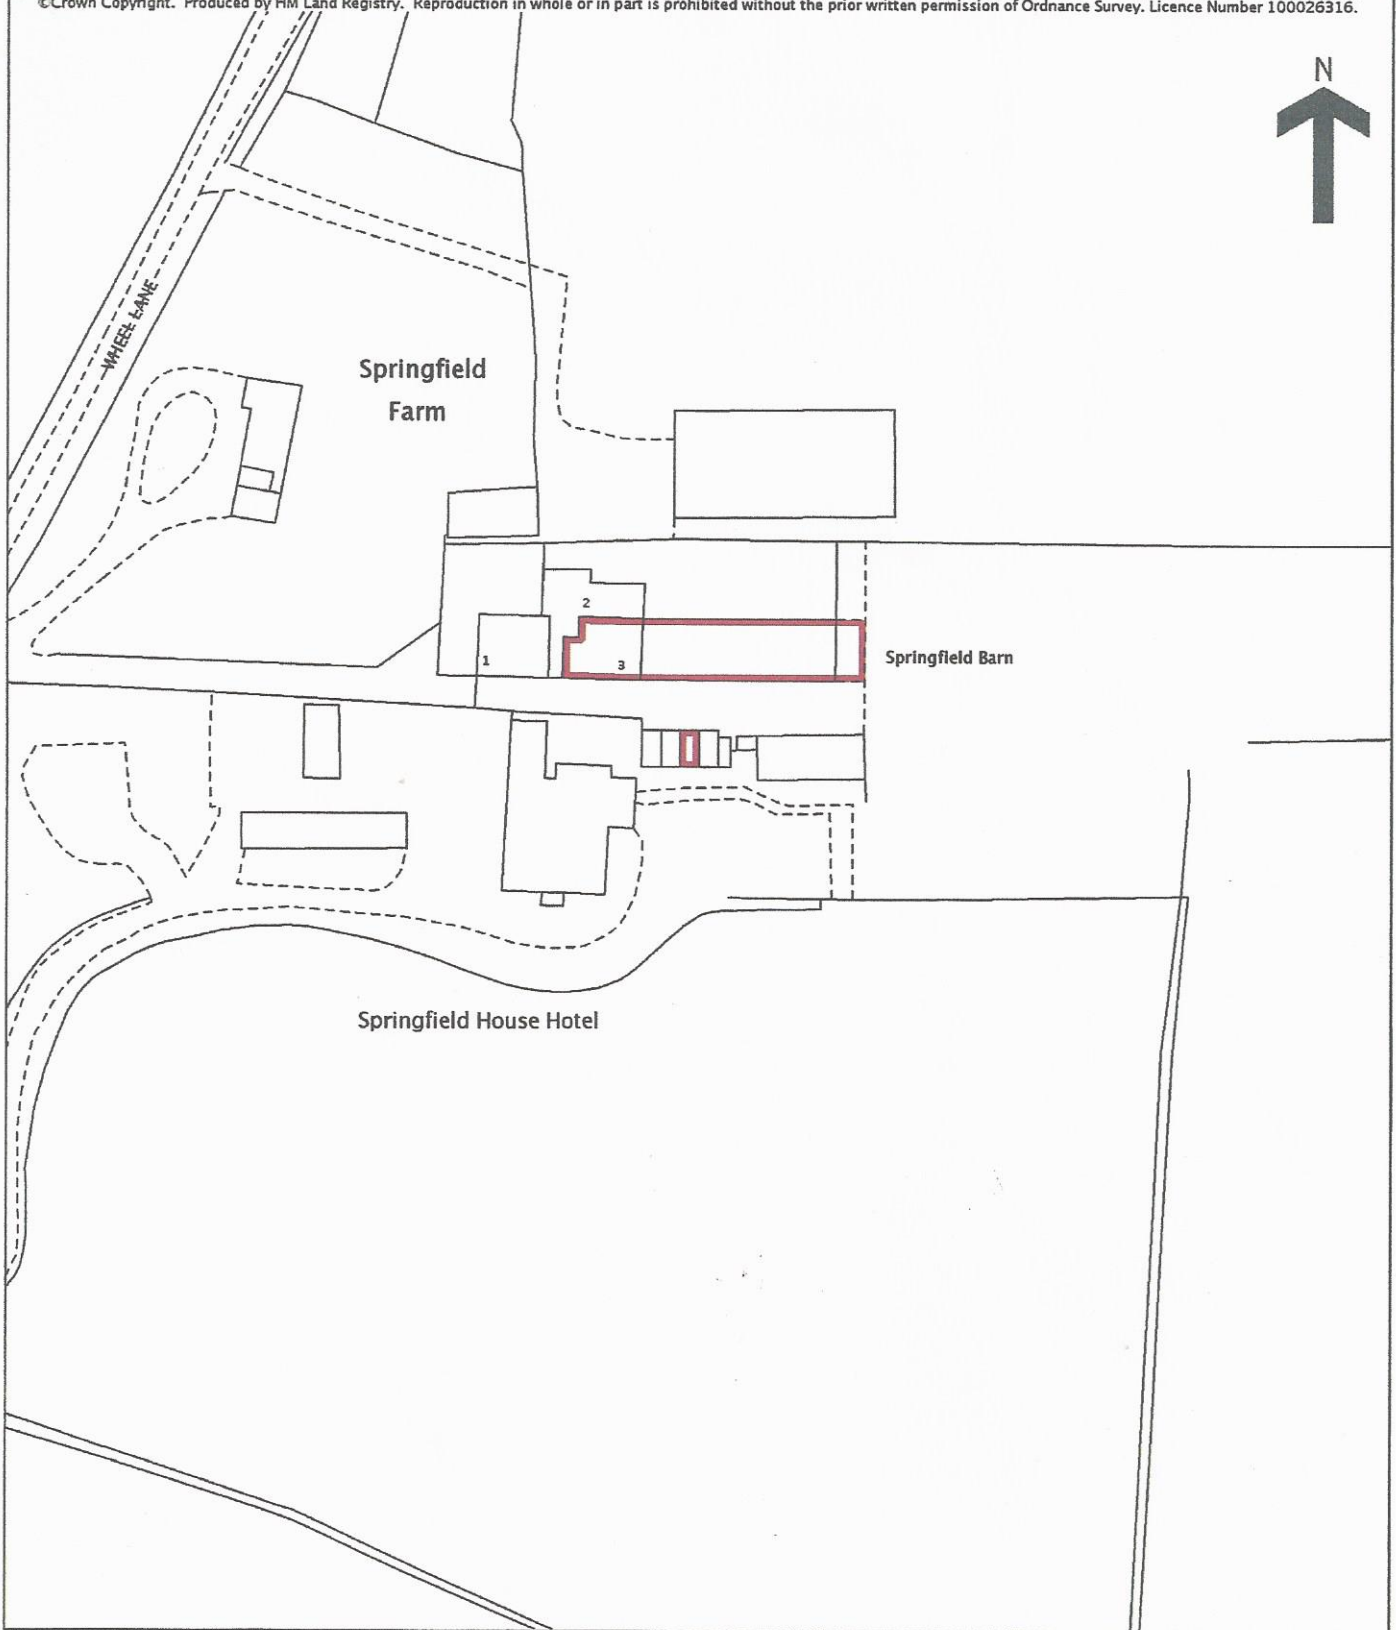 ©Crown Copyright. Produced by HM Land Registry. Reproduction in whole or in part is prohibited without the prior written permission of Ordnance Survey. Licence Number 100026316.
N
WHEEL LANE
Springfield
Farm
2
1
3
Springfield Barn
Springfield House Hotel